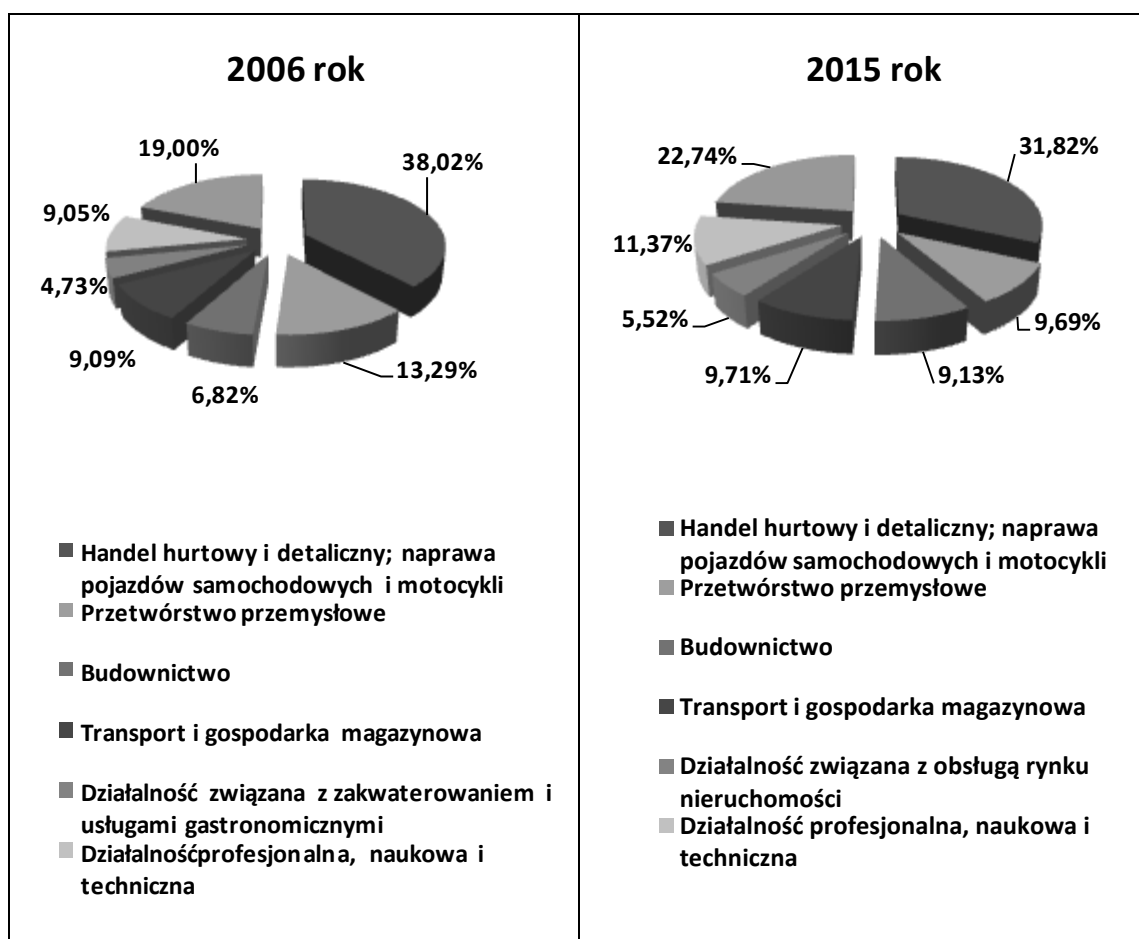 2006 rok
19,00%
38,02%
9,05%
4,73%
9,09%
6,82%
13,29%
Handel hurtowy i detaliczny; naprawa
pojazdów samochodowych i motocykli
Przetwórstwo przemysłowe
Budownictwo
Transport i gospodarka magazynowa
Działalność związana z zakwaterowaniem i
usługami gastronomicznymi
Działalnośćprofesjonalna, naukowa i
techniczna
2015 rok
22,74%
31,82%
11,37%
5,52%
9,71%
9,13%
9,69%
Handel hurtowy i detaliczny; naprawa
pojazdów samochodowych i motocykli
Przetwórstwo przemysłowe
Budownictwo
Transport i gospodarka magazynowa
Działalność związana z obsługą rynku
nieruchomości
Działalność profesjonalna, naukowa i
techniczna